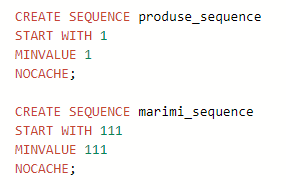 CREATE SEQUENCE produse_sequence
START WITH 1
MINVALUE 1
NOCACHE;
CREATE SEQUENCE marimi_sequence
START WITH 111
MINVALUE 111
NOCACHE;